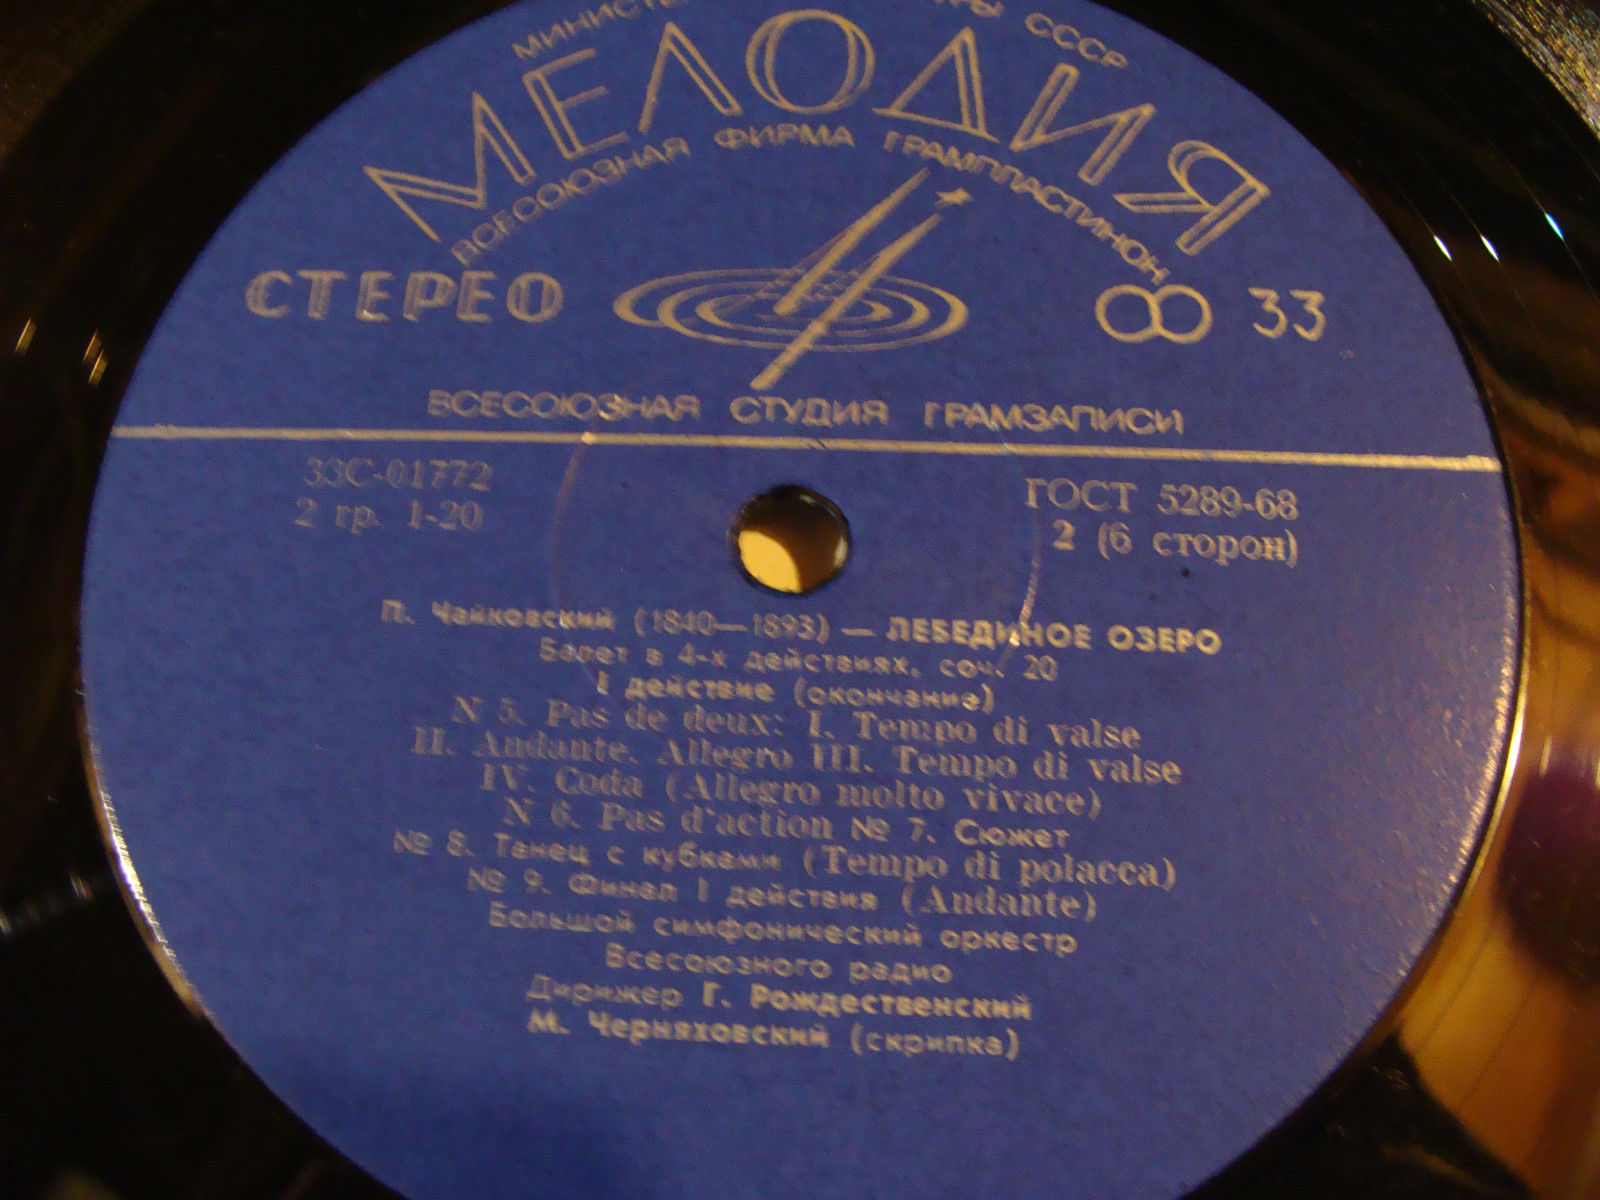 СССР
МЕЛОДИЯ
ВСЕСОЮЗНАЯ ФИРМА ГРАМПЛАСТИНОК
СТЕРЕО 33
ВСЕСОЮЗНАЯ СТУДИЯ ГРАМЗАПИСИ
33С-01772 ГОСТ 5289-68
2 гр. 1-20 2 (6 сторон)
П. Чайковский (1840—1893) — ЛЕБЕДИНОЕ ОЗЕРО
Балет в 4-х действиях, соч. 20
I действие (окончание)
N 5. Pas de deux: I. Tempo di valse
II. Andante. Allegro III. Tempo di valse
IV. Coda (Allegro molto vivace)
N 6. Pas d'action № 7. Сюжет
№ 8. Танец с кубками (Tempo di polacca)
№ 9. Финал I действия (Andante)
Большой симфонический оркестр
Всесоюзного радио
Дирижер Г. Рождественский
М. Черняховский (скрипка)